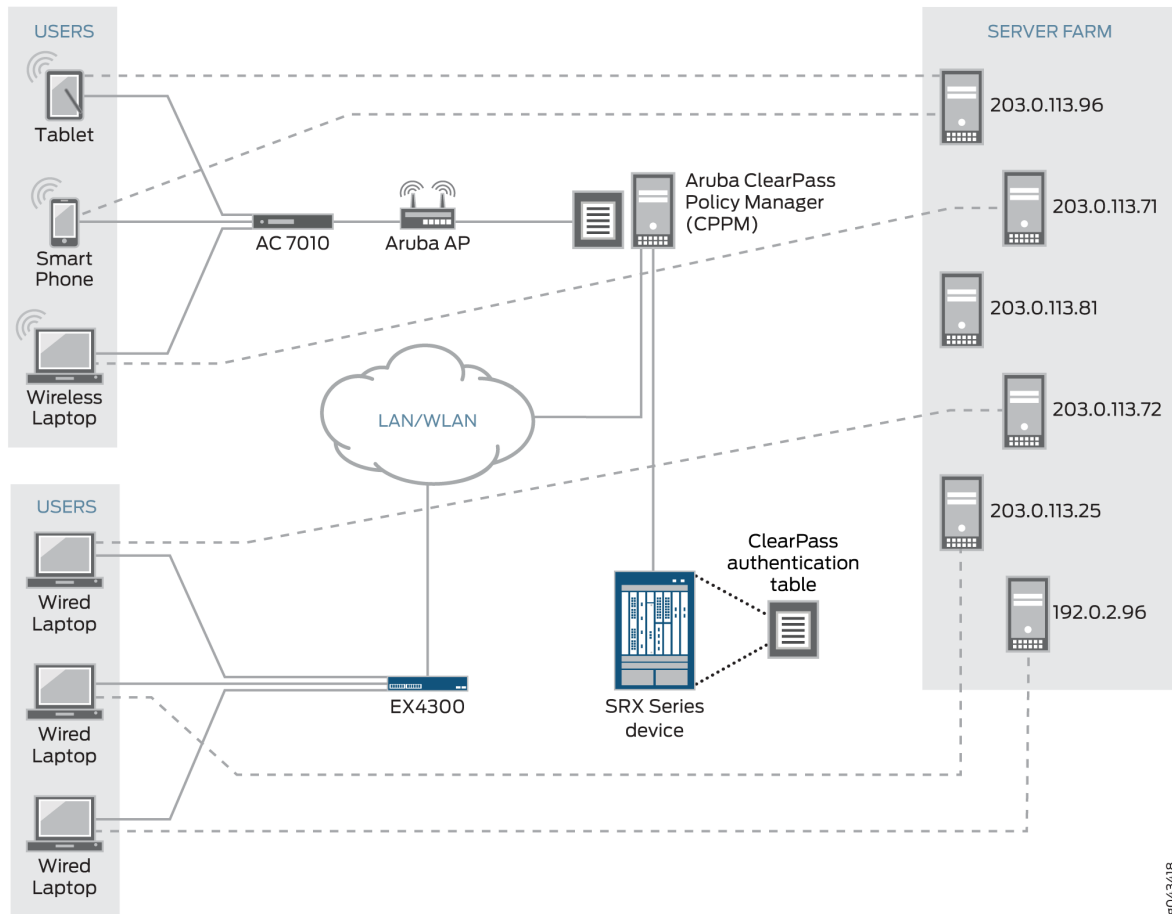 USERS
Tablet
Smart
Phone
Wireless
Laptop
AC 7010
Aruba AP
Aruba ClearPass
Policy Manager
(CPPM)
LAN/WLAN
USERS
Wired
Laptop
Wired
Laptop
Wired
Laptop
EX4300
SRX Series
device
ClearPass
authentication
table
SERVER FARM
203.0.113.96
203.0.113.71
203.0.113.81
203.0.113.72
203.0.113.25
192.0.2.96
g043418